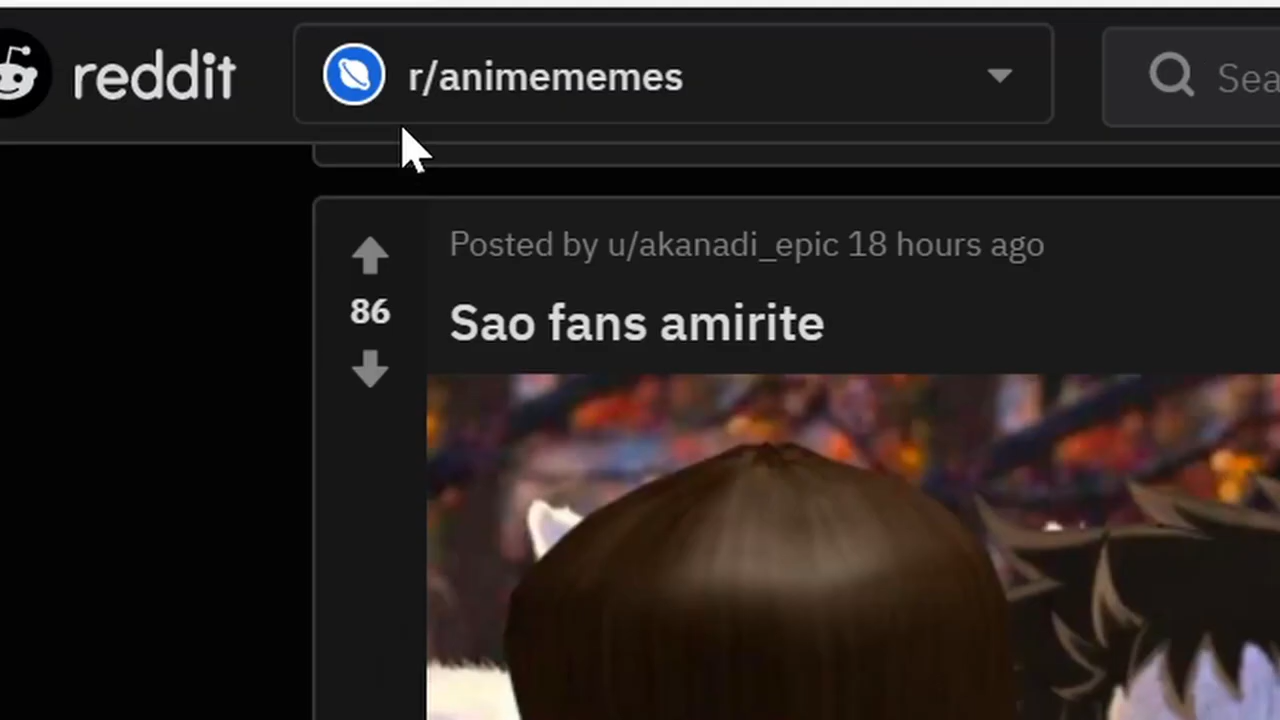 reddit
r/animememes
Sea
Posted by u/akanadi_epic 18 hours ago
86
Sao fans amirite